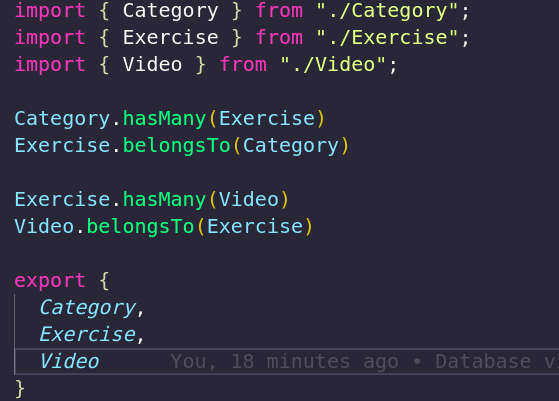 import { Category } from "./Category";
import { Exercise } from "./Exercise";
import { Video } from "./Video";
Category.hasMany(Exercise)
Exercise.belongsTo(Category)
Exercise.hasMany(Video)
Video.belongsTo(Exercise)
export {
Category,
Exercise,
Video You, 18 minutes ago • Database
}